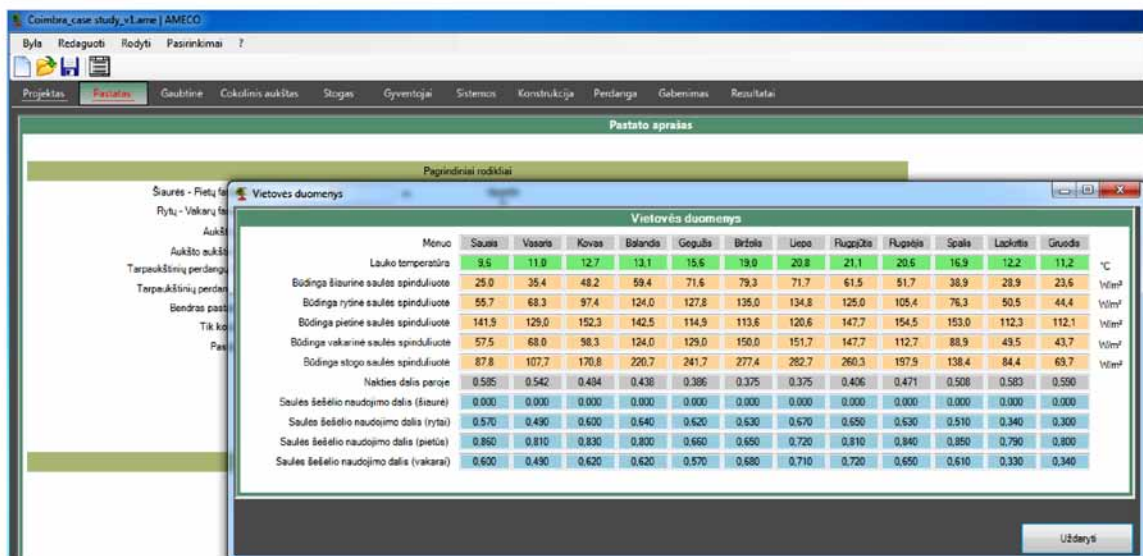 Coimbra_case study_v1.ame | AMECO
Byla Redaguoti Rodyti Pasirinkimai ?
Projektas Pastatas Gaubtinė Cokolinis aukštas Stogas Gyventojai Sistemos Konstrukcija Perdanga Gabenimas Rezultatai
Pastato aprašas
Pagrindiniai rodikliai
Šiaurės - Pietų fa
Rytų - Vakarų fa
Aukšt
Aukšto aukšti
Tarpaukštinių perdangų
Tarpaukštinių perdan
Bendras past
Tik ko
Pas
Vietovės duomenys
Vietovės duomenys
Mėnuo Sausis Vasaris Kovas Balandis Gegužis Birželis Liepa Rugpjūtis Rugsėjis Spalis Lapkritis Gruodis
Lauko temperatūra 9,6 11,0 12,7 13,1 15,6 19,0 20,8 21,1 20,6 16,9 12,2 11,2 °C
Būdinga šiaurinė saulės spinduliuotė 25,0 35,4 48,2 59,4 71,6 79,3 71,7 61,5 51,7 38,9 28,9 23,6 W/m²
Būdinga rytinė saulės spinduliuotė 55,7 68,3 97,4 124,0 127,8 135,0 134,8 125,0 105,4 76,3 50,5 44,4 W/m²
Būdinga pietinė saulės spinduliuotė 141,9 129,0 152,3 142,5 114,9 113,6 120,6 147,7 154,5 153,0 112,3 112,1 W/m²
Būdinga vakarinė saulės spinduliuotė 57,5 68,0 98,3 124,0 129,0 150,0 151,7 147,7 112,7 88,9 49,5 43,7 W/m²
Būdinge stogo saulės spinduliuotė 87,8 107,7 170,8 220,7 241,7 277,4 282,7 260,3 197,9 138,4 84,4 69,7 W/m²
Nakties dalis paroje 0,585 0,542 0,484 0,438 0,386 0,375 0,375 0,406 0,471 0,508 0,583 0,590
Saulės šešėlio naudojimo dalis (šiaurė) 0,000 0,000 0,000 0,000 0,000 0,000 0,000 0,000 0,000 0,000 0,000 0,000
Saulės šešėlio naudojimo dalis (rytai) 0,570 0,490 0,600 0,640 0,620 0,630 0,670 0,650 0,630 0,510 0,340 0,300
Saulės šešėlio naudojimo dalis (pietūs) 0,860 0,810 0,830 0,800 0,660 0,650 0,720 0,810 0,840 0,850 0,790 0,800
Saulės šešėlio naudojimo dalis (vakarai) 0,600 0,490 0,620 0,620 0,570 0,680 0,710 0,720 0,650 0,610 0,330 0,340
Uždaryti